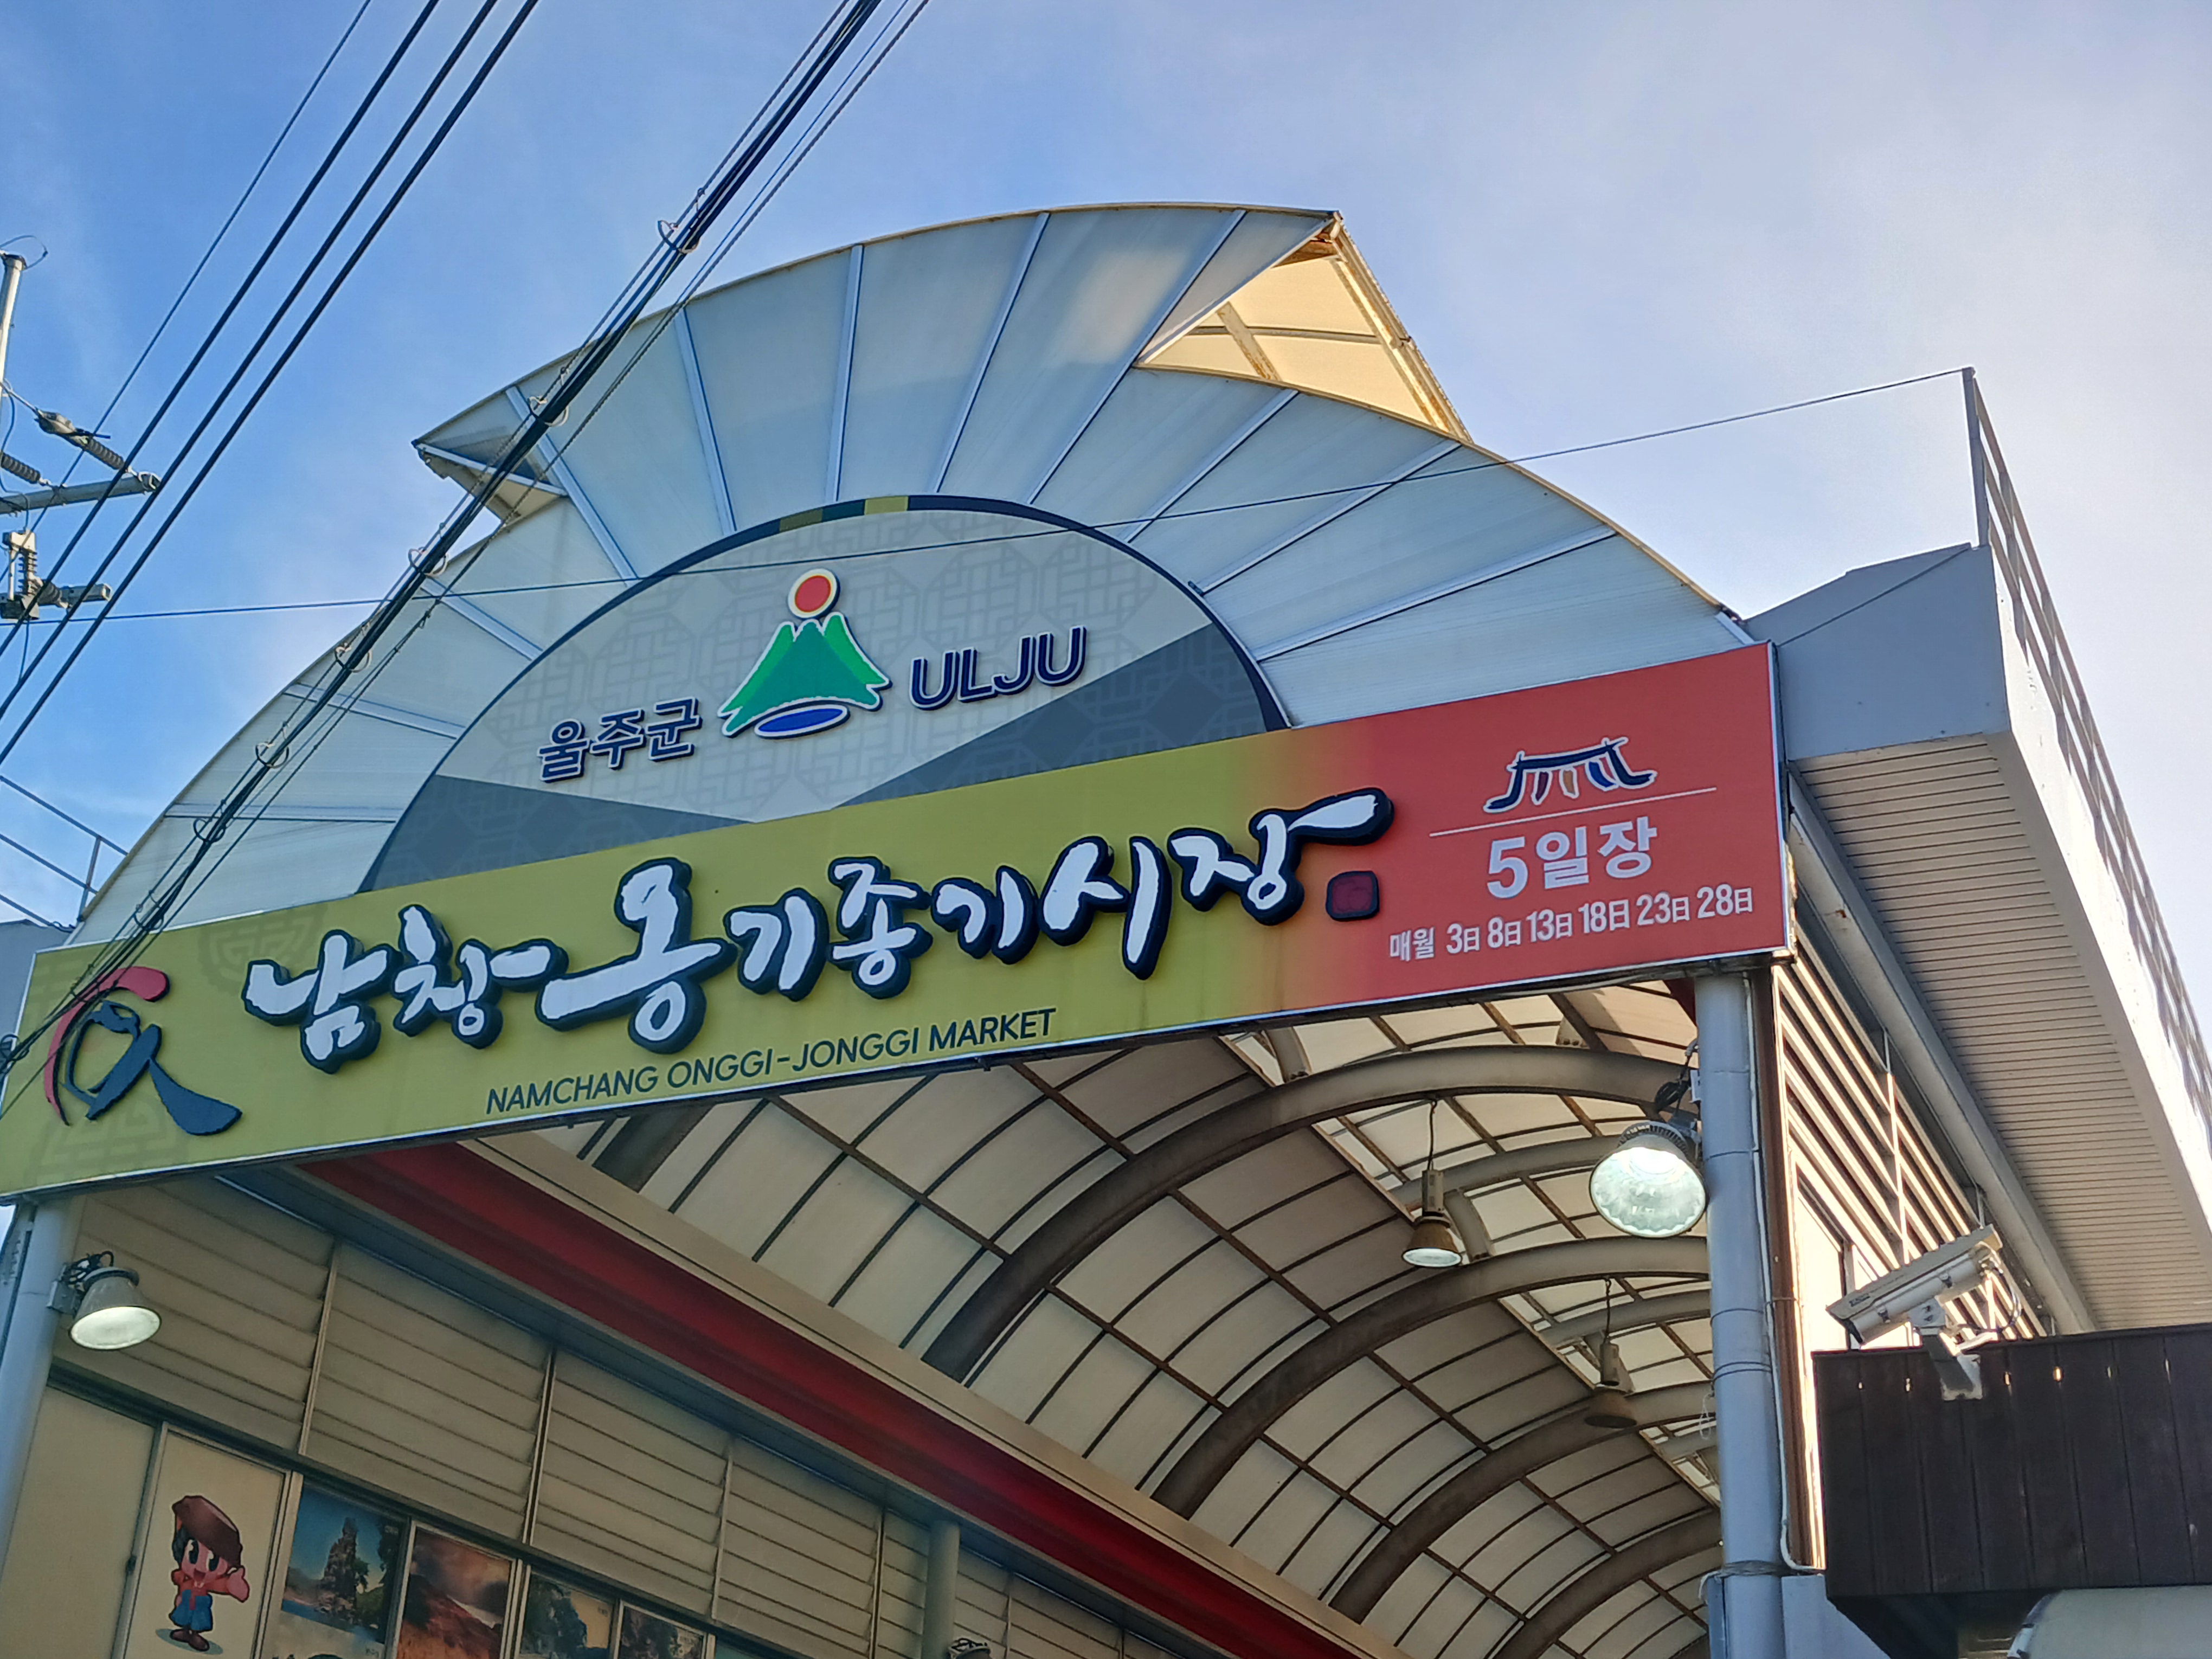 울주군 ULJU
남창옹기종기시장
NAMCHANG ONGGI-JONGGI MARKET
5일장
매월 3日 8日 13日 18日 23日 28日